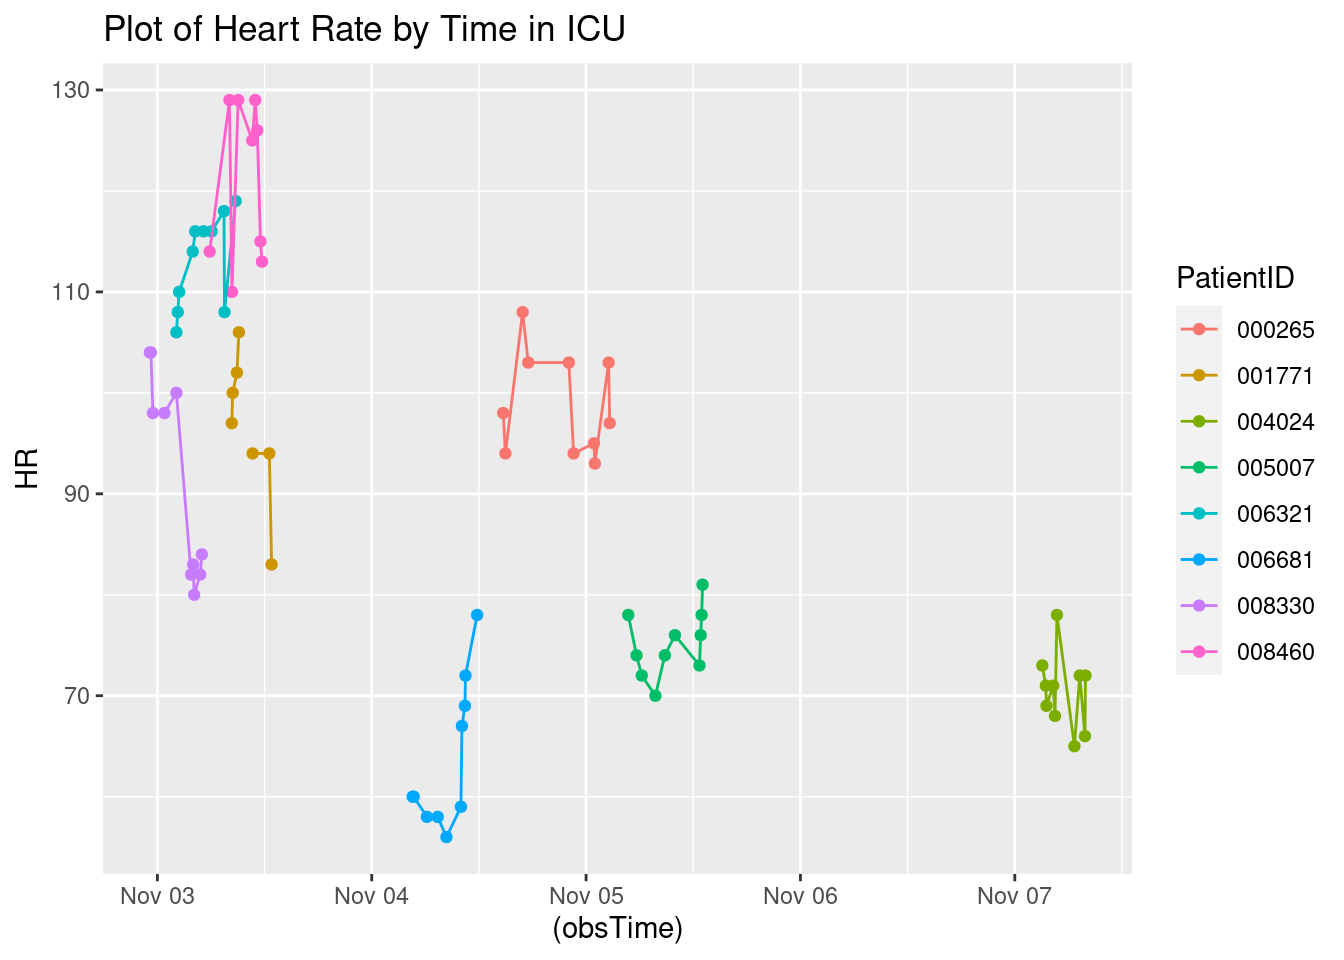 Plot of Heart Rate by Time in ICU
130
110
90
70
HR
Nov 03
Nov 04
Nov 05
Nov 06
Nov 07
(obsTime)
PatientID
000265
001771
004024
005007
006321
006681
008330
008460